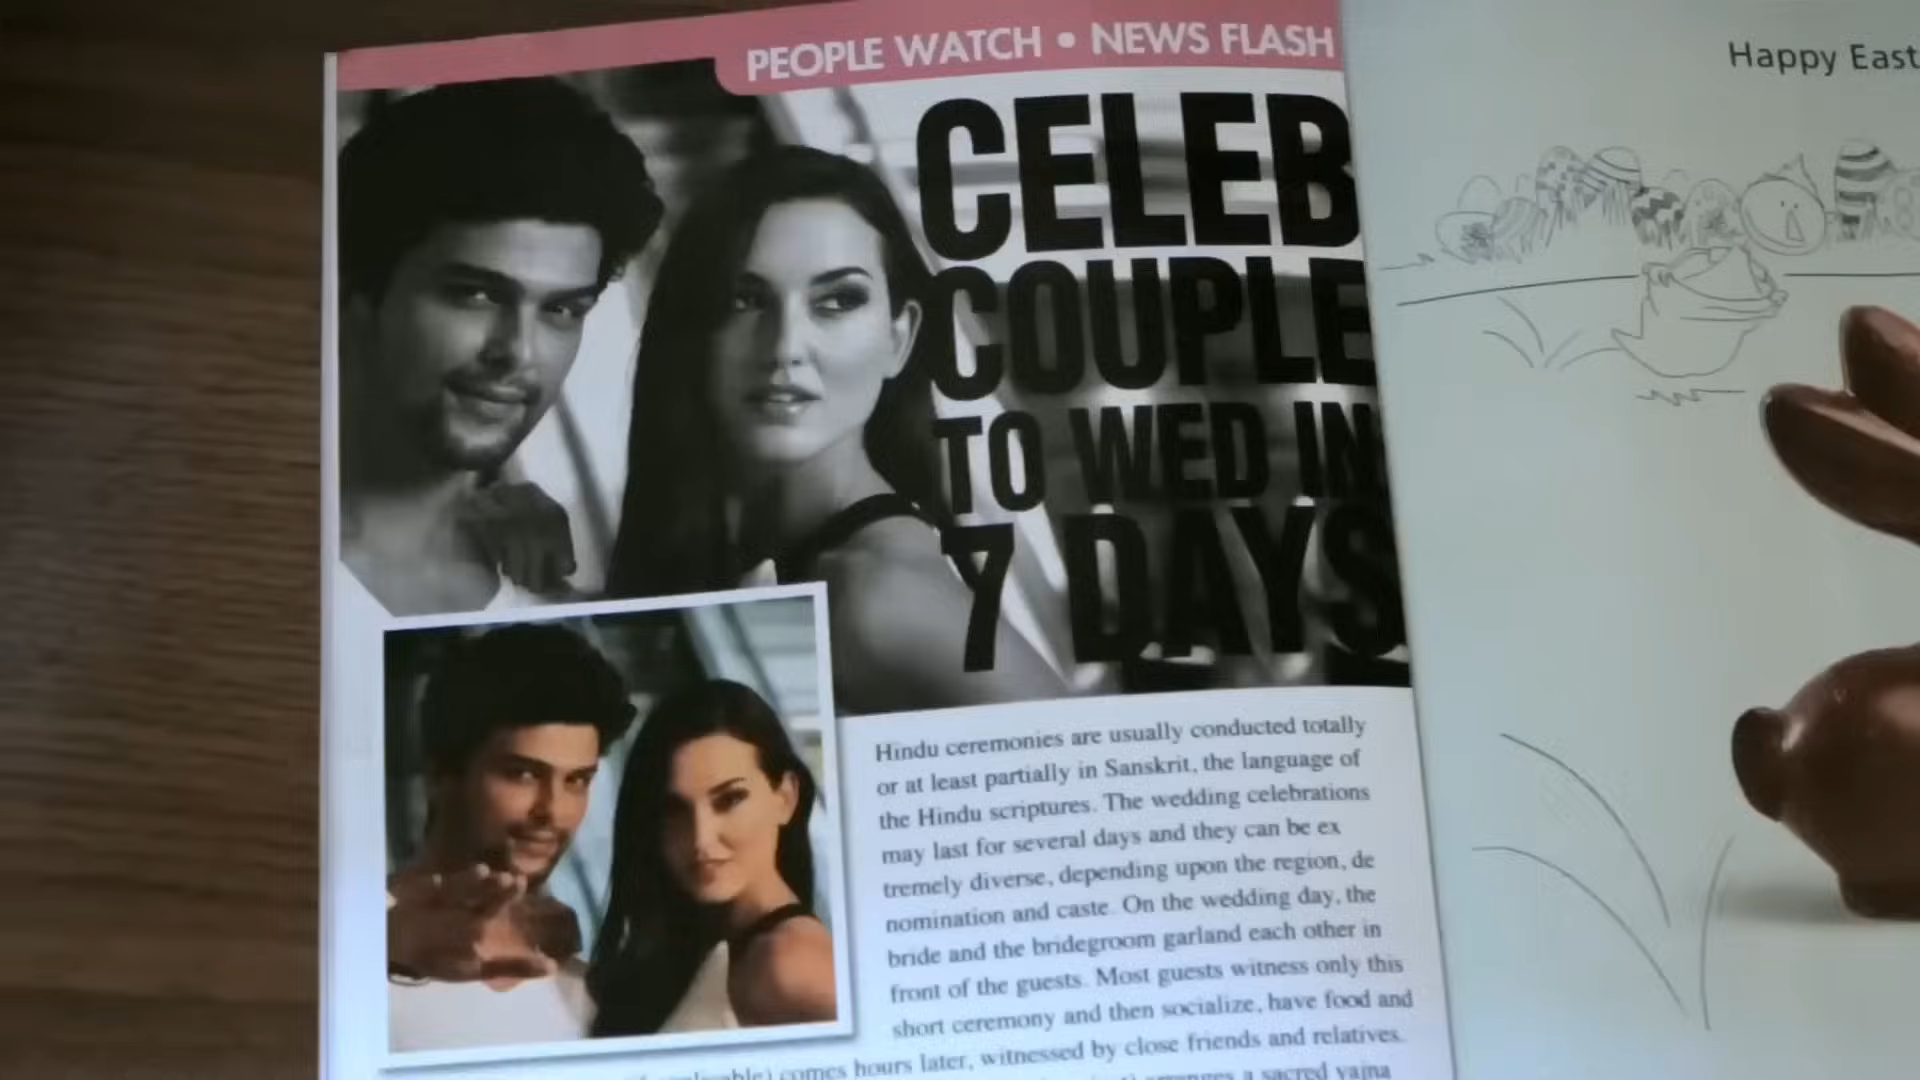 PEOPLE WATCH • NEWS FLASH
CELEB
COUPLE
TO WED IN
7 DAYS
Hindu ceremonies are usually conducted totally
or at least partially in Sanskrit, the language of
the Hindu scriptures. The wedding celebrations
may last for several days and they can be ex
tremely diverse, depending upon the region, de
nomination and caste. On the wedding day, the
bride and the bridegroom garland each other in
front of the guests. Most guests witness only this
short ceremony and then socialize, have food and
comes hours later, witnessed by close friends and relatives.
a sacred yajna
Happy East